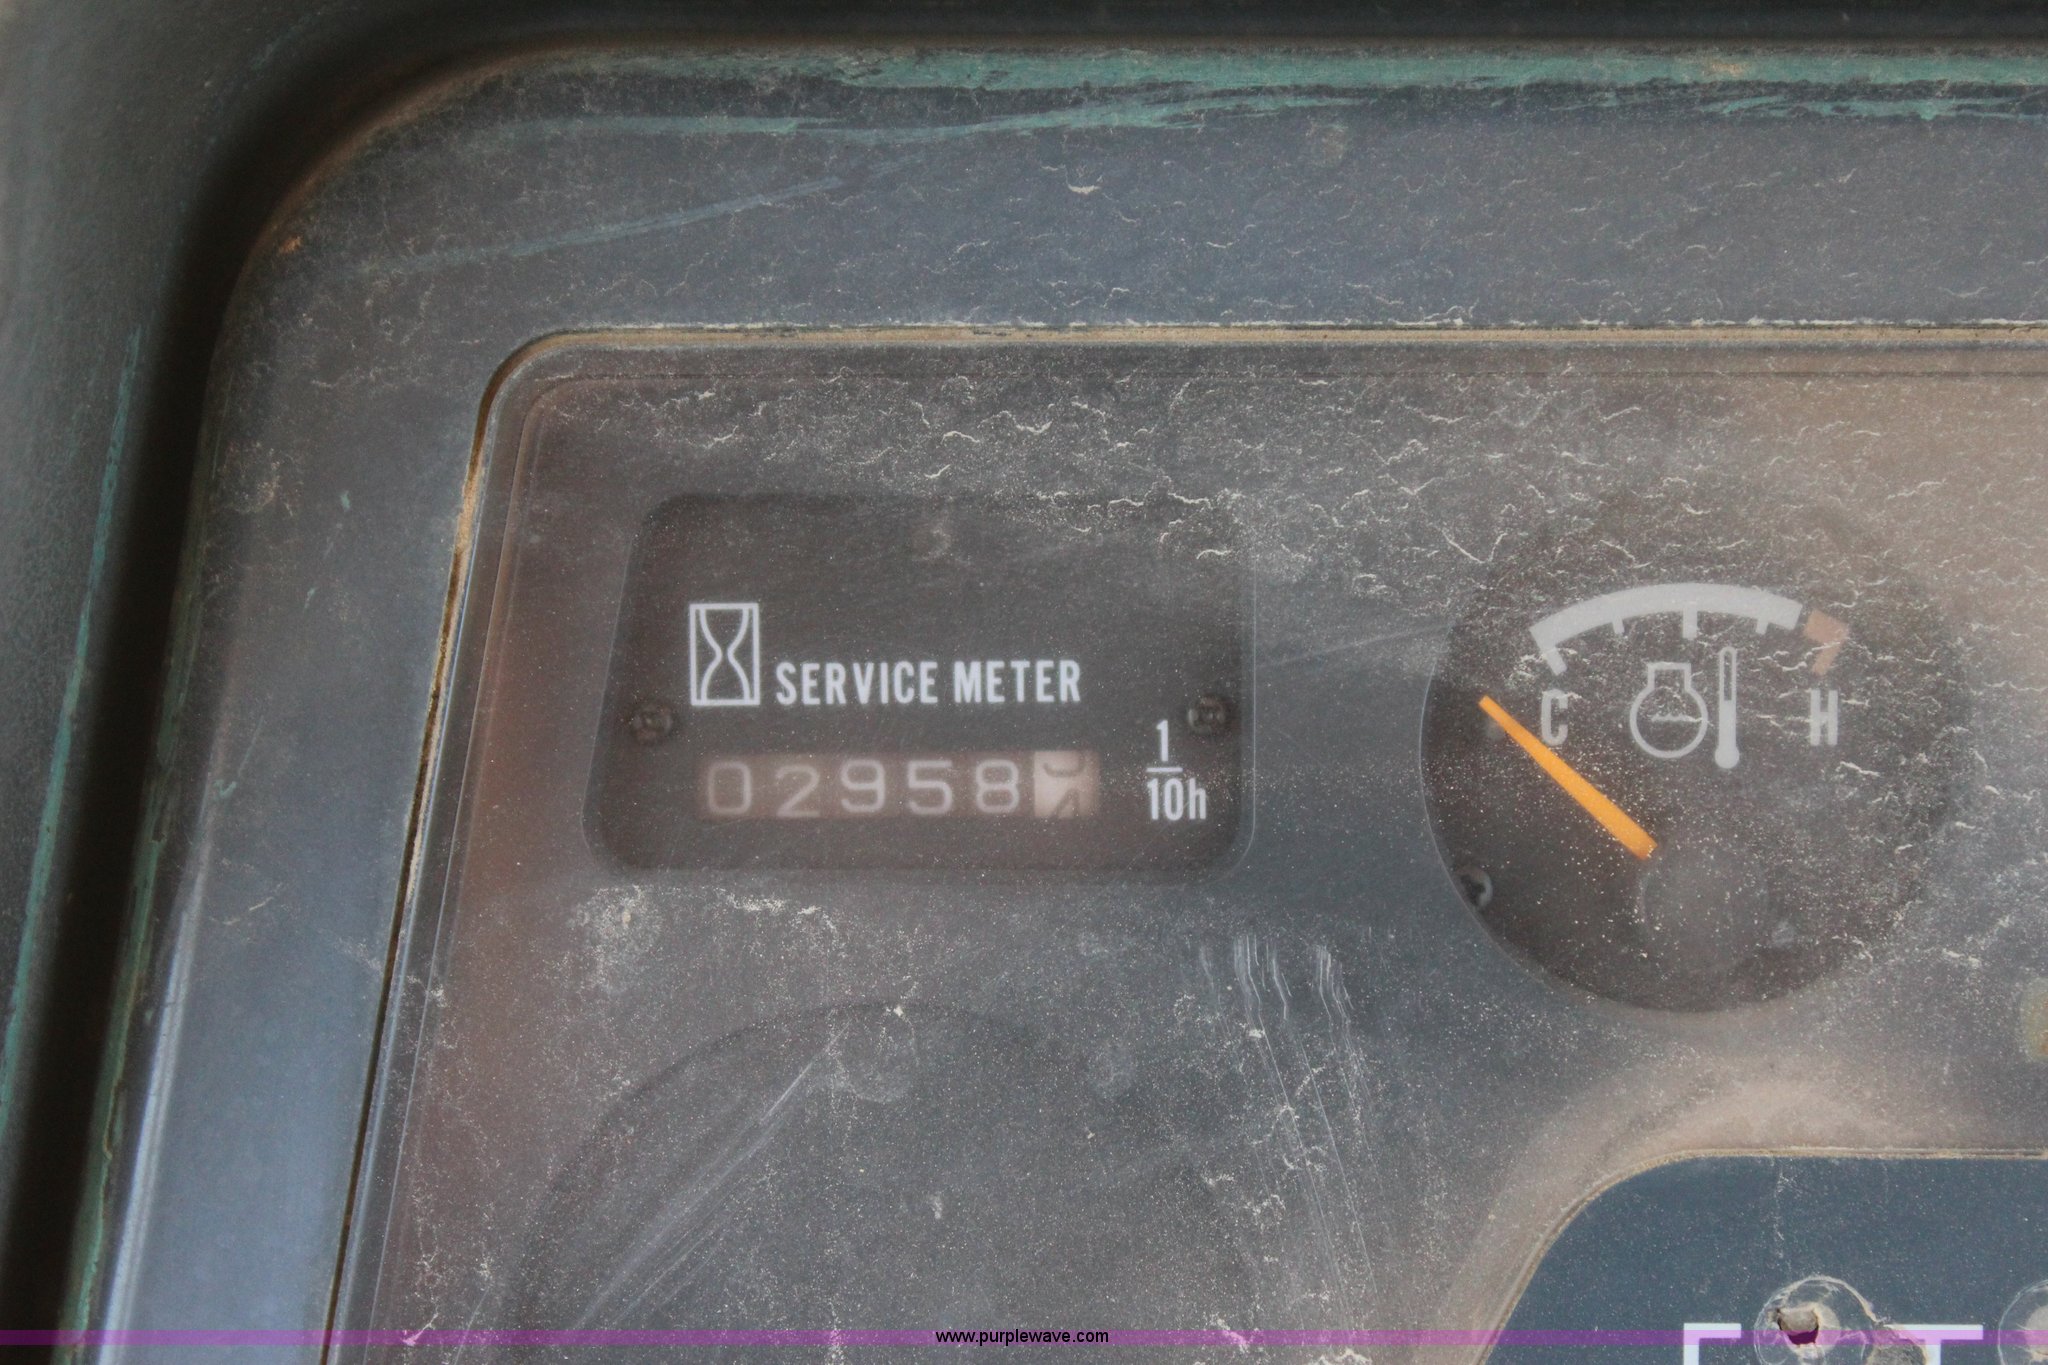 SERVICE METER
02958
1
10h
C H
www.purplewave.com